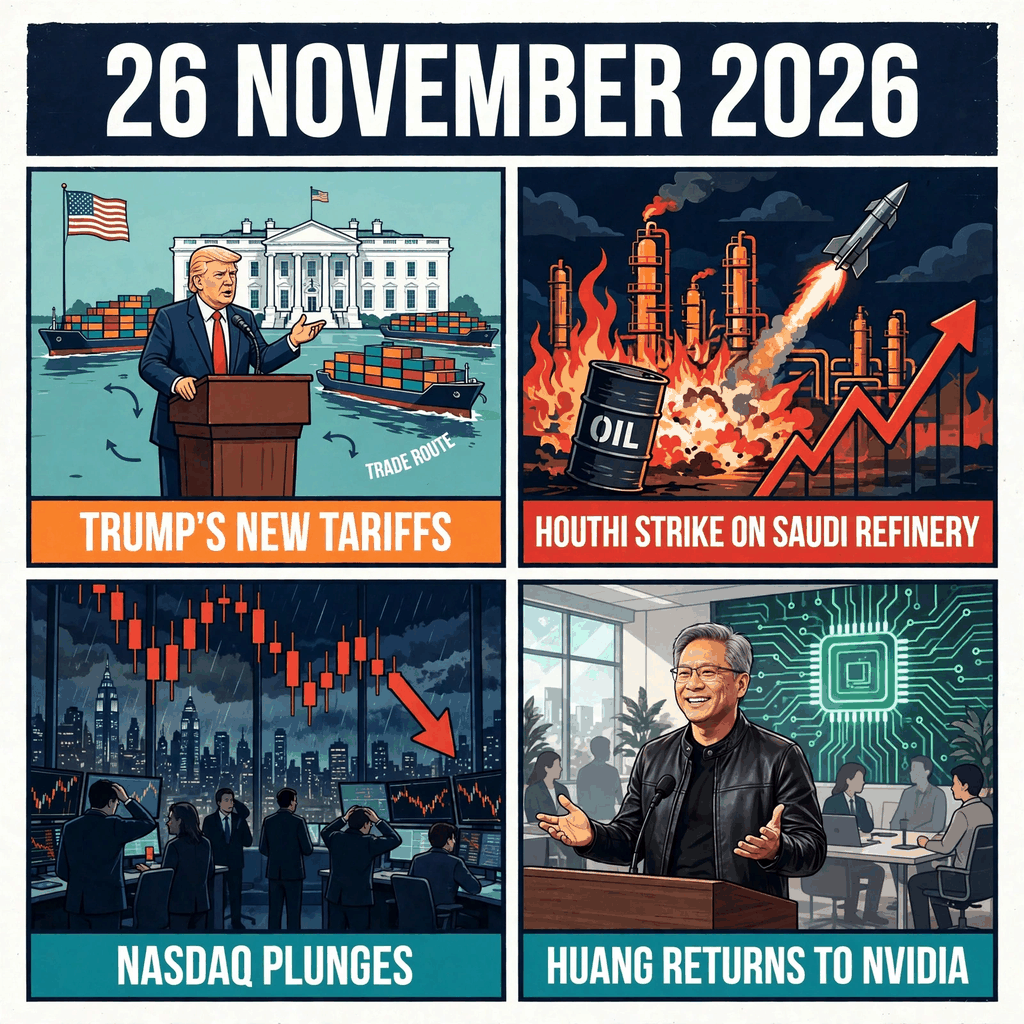 26 NOVEMBER 2026
TRADE ROUTE
TRUMP'S NEW TARIFFS
OIL
HOUTHI STRIKE ON SAUDI REFINERY
NASDAQ PLUNGES
HUANG RETURNS TO NVIDIA